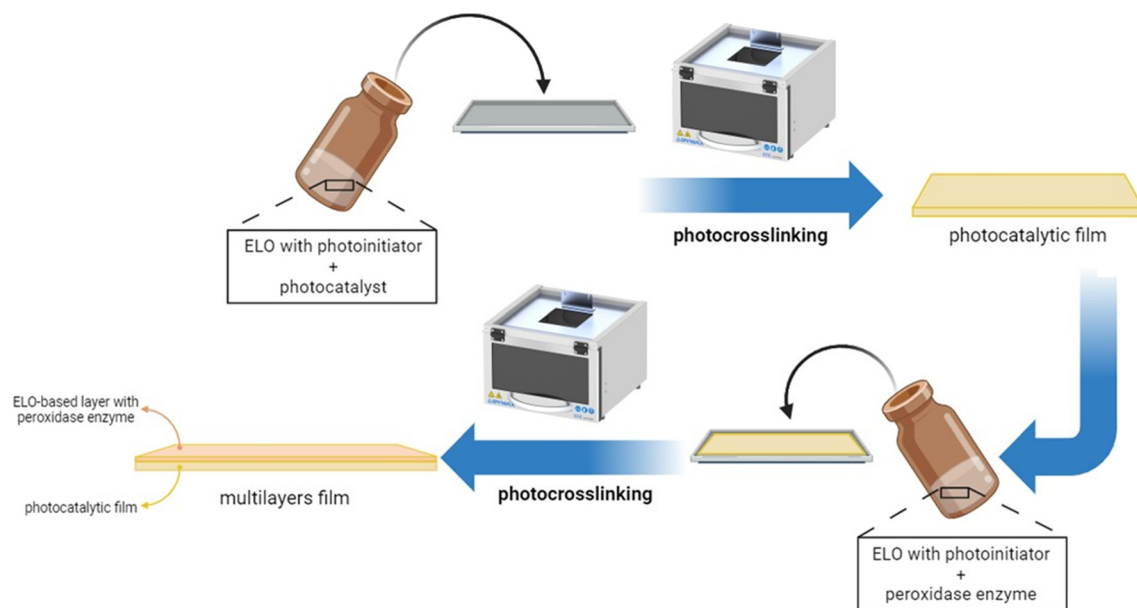 ELO with photoinitiator
+
photocatalyst
photocrosslinking
photocatalytic film
ELO with photoinitiator
+
peroxidase enzyme
photocrosslinking
ELO-based layer with
peroxidase enzyme
photocatalytic film
multilayers film